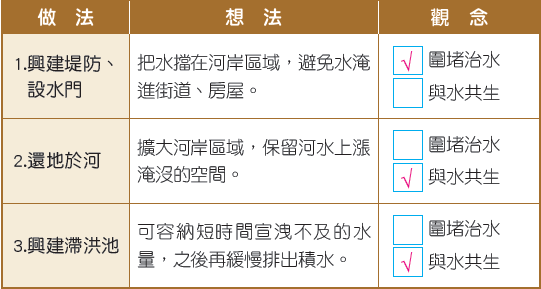 做法 想法 觀念
1.興建堤防、
設水門
把水擋在河岸區域，避免水淹
進街道、房屋。
√ 圍堵治水
與水共生
2.還地於河
擴大河岸區域，保留河水上漲
淹沒的空間。
圍堵治水
√ 與水共生
3.興建滯洪池
可容納短時間宣洩不及的水
量，之後再緩慢排出積水。
圍堵治水
√ 與水共生